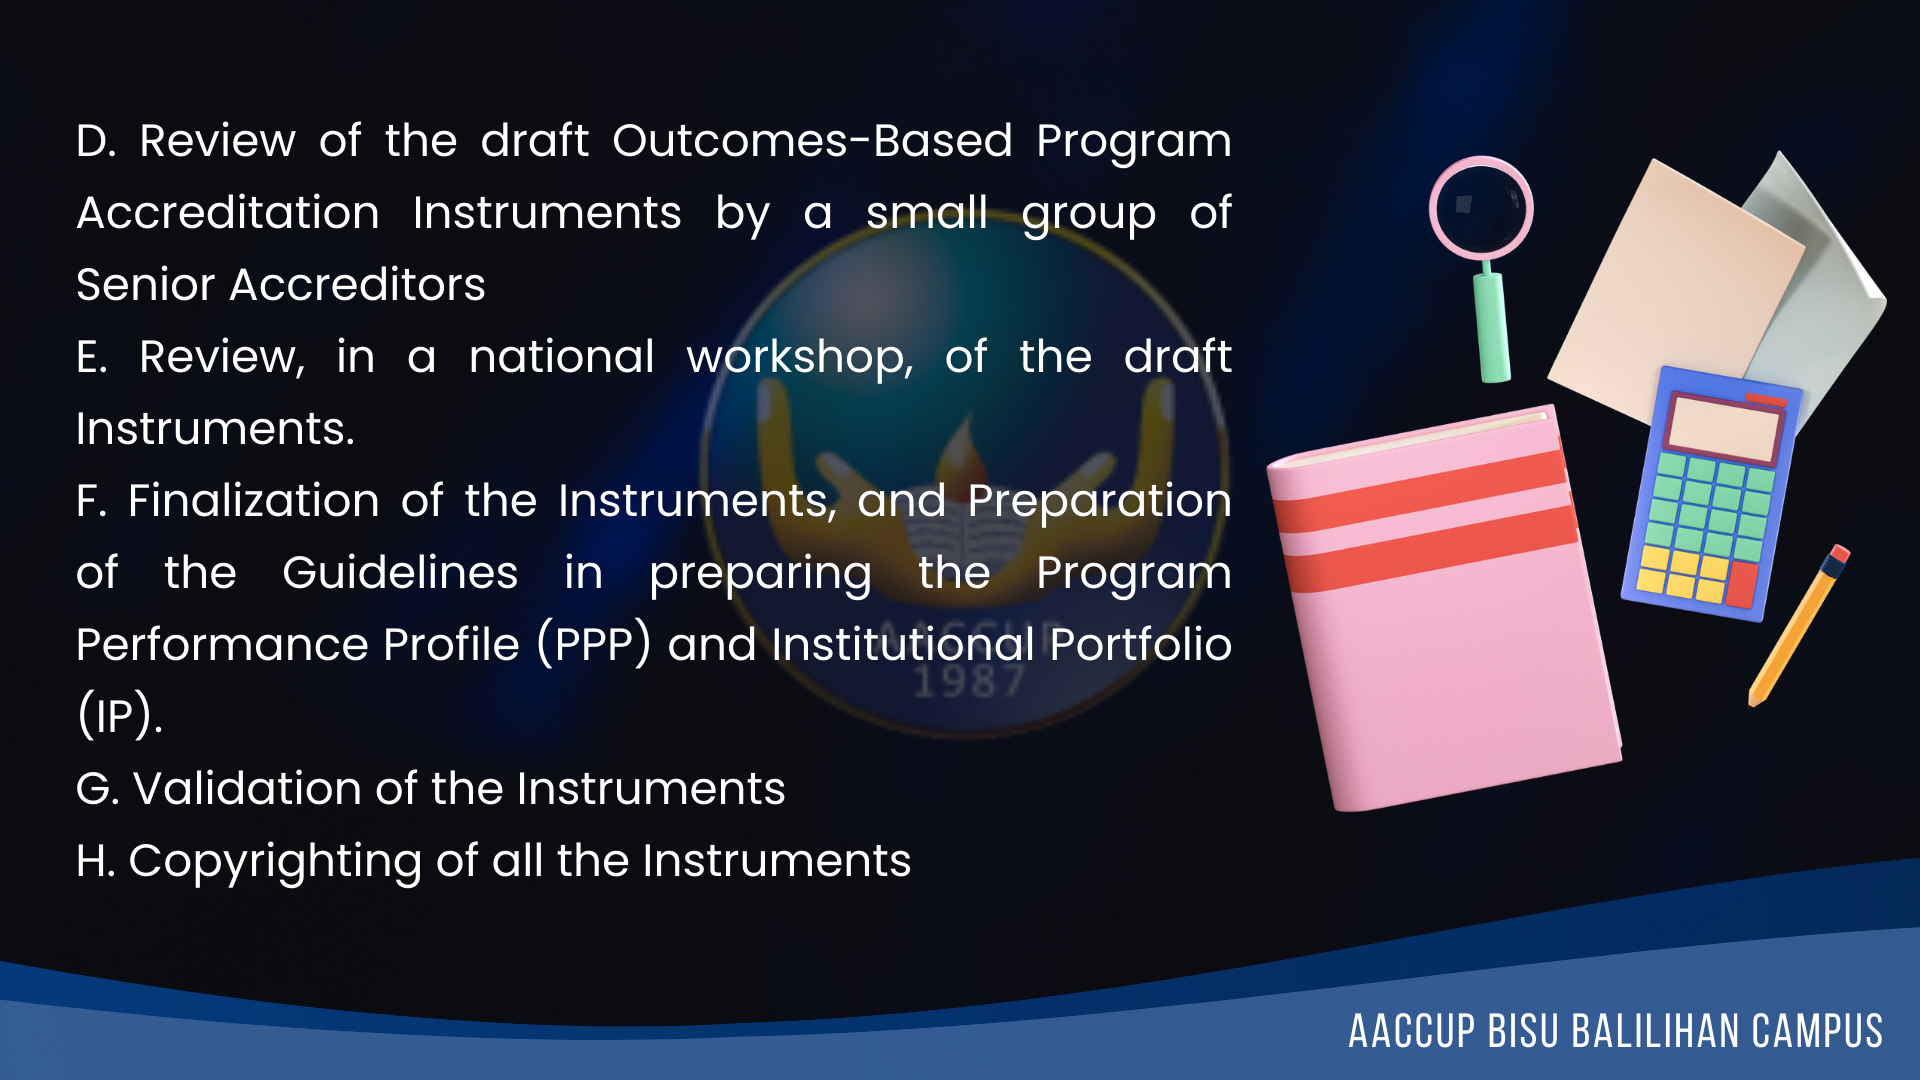 D. Review of the draft Outcomes-Based Program
Accreditation Instruments by a small group of
Senior Accreditors
E. Review, in a national workshop, of the draft
Instruments.
F. Finalization of the Instruments, and Preparation
of the Guidelines in preparing the Program
Performance Profile (PPP) and Institutional Portfolio
(IP).
G. Validation of the Instruments
H. Copyrighting of all the Instruments
AACCUP
1987
AACCUP BISU BALILIHAN CAMPUS